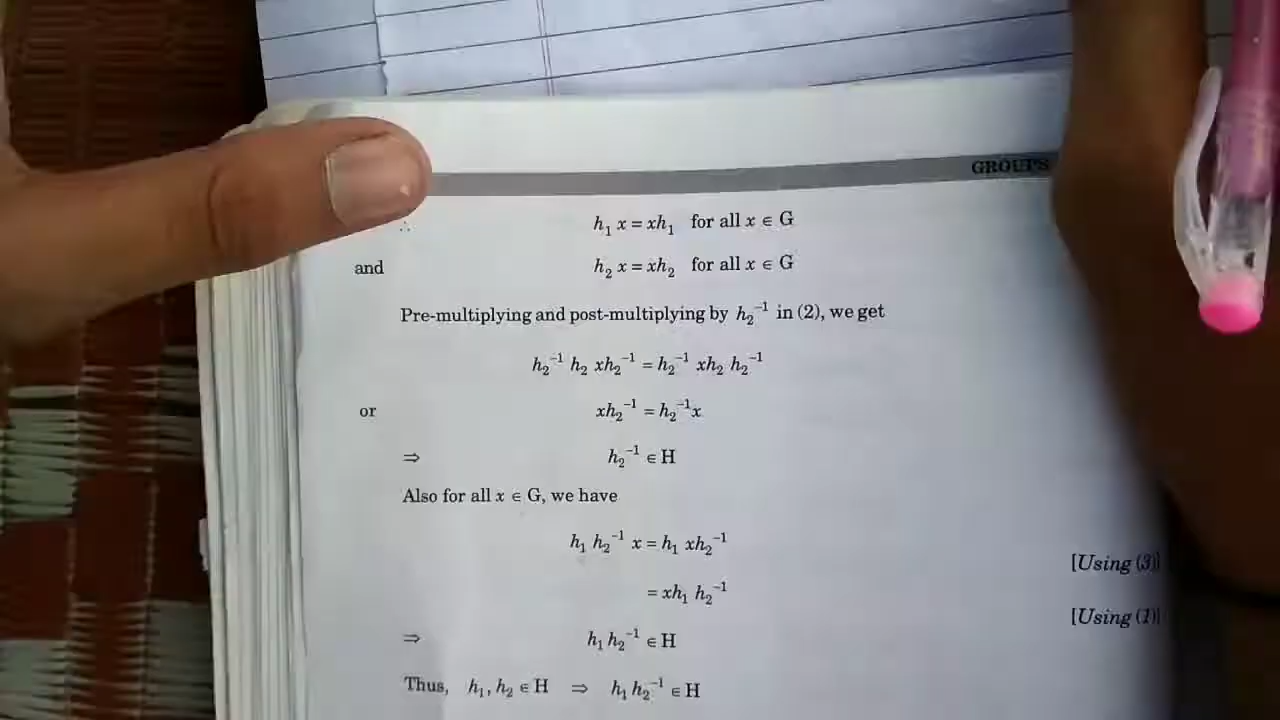 GROUPS
∴ h₁ x = xh₁ for all x ∈ G
and h₂ x = xh₂ for all x ∈ G
Pre-multiplying and post-multiplying by h₂⁻¹ in (2), we get
h₂⁻¹ h₂ xh₂⁻¹ = h₂⁻¹ xh₂ h₂⁻¹
or xh₂⁻¹ = h₂⁻¹x
⇒ h₂⁻¹ ∈ H
Also for all x ∈ G, we have
h₁ h₂⁻¹ x = h₁ xh₂⁻¹ [Using (3)]
= xh₁ h₂⁻¹ [Using (1)]
⇒ h₁ h₂⁻¹ ∈ H
Thus, h₁, h₂ ∈ H ⇒ h₁ h₂⁻¹ ∈ H